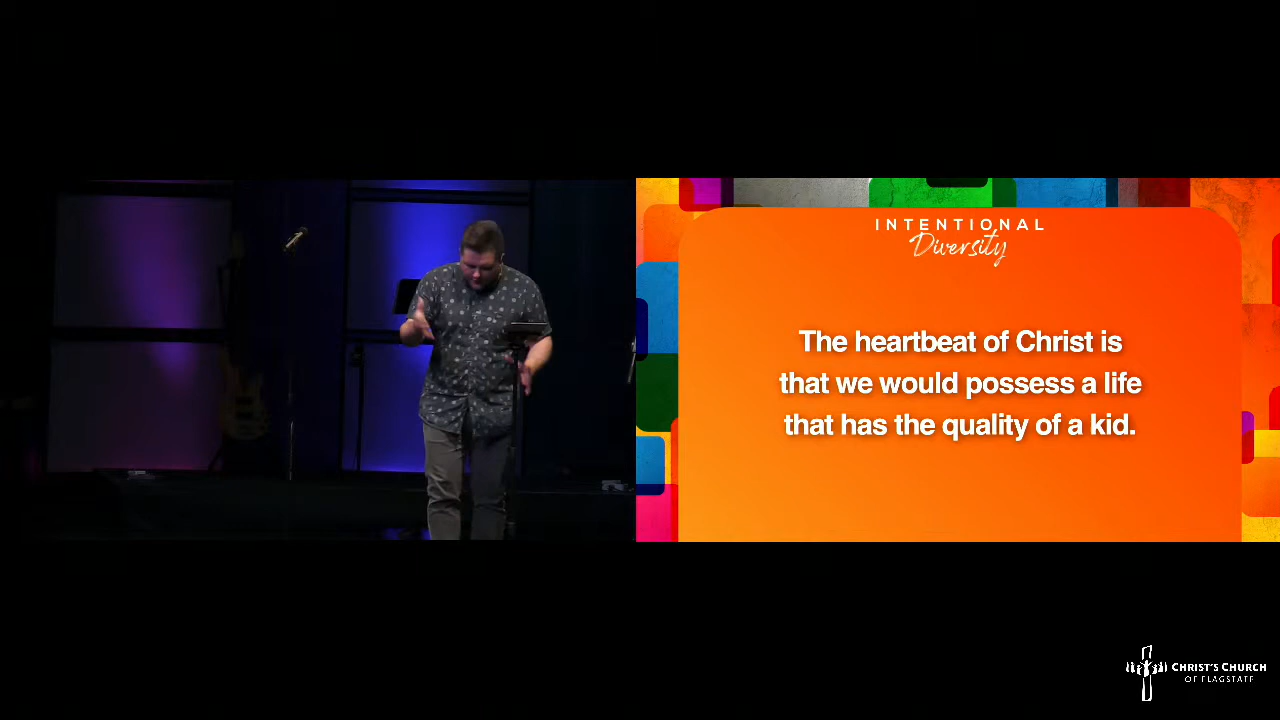 INTENTIONAL
Diversity
The heartbeat of Christ is
that we would possess a life
that has the quality of a kid.
CHRIST'S CHURCH
OF FLAGSTAFF